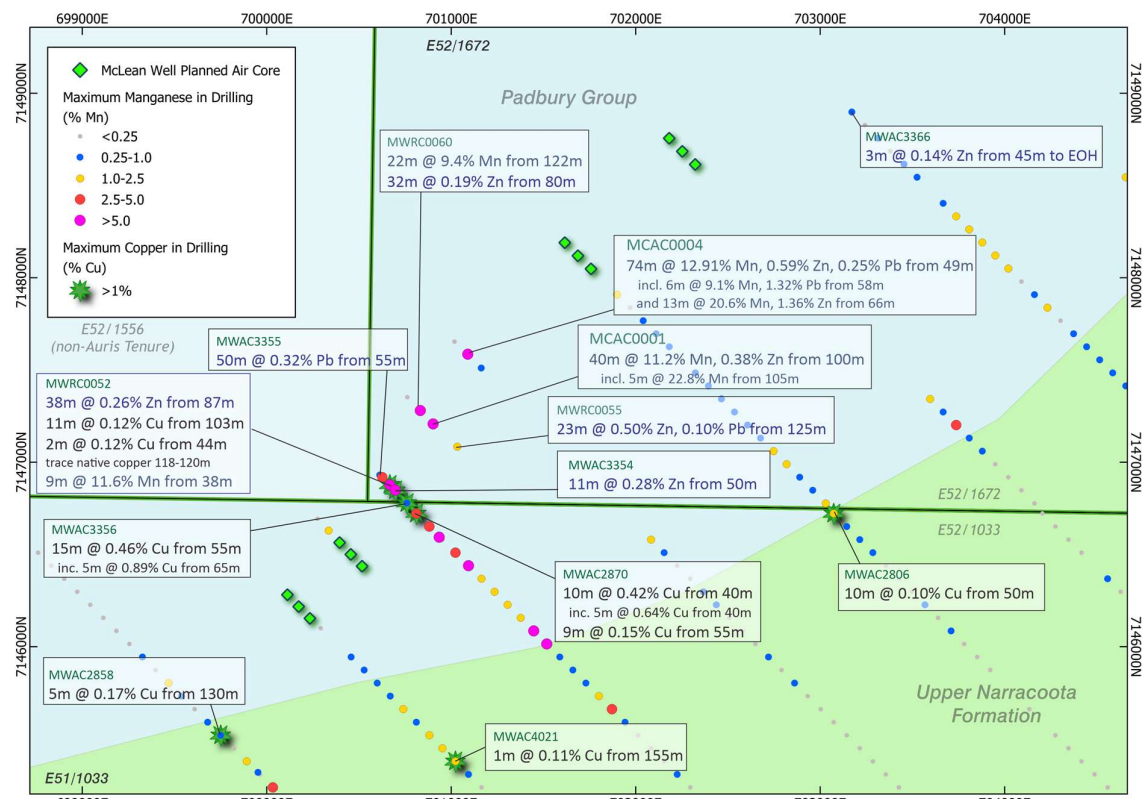 699000E 700000E 701000E 702000E 703000E 704000E
E52/1672
McLean Well Planned Air Core
Maximum Manganese in Drilling
(% Mn)
<0.25
0.25-1.0
1.0-2.5
2.5-5.0
>5.0
Maximum Copper in Drilling
(% Cu)
>1%
Padbury Group
7149000N
7149000N
MWRC0060
22m @ 9.4% Mn from 122m
32m @ 0.19% Zn from 80m
MWAC3366
3m @ 0.14% Zn from 45m to EOH
MCAC0004
74m @ 12.91% Mn, 0.59% Zn, 0.25% Pb from 49m
incl. 6m @ 9.1% Mn, 1.32% Pb from 58m
and 13m @ 20.6% Mn, 1.36% Zn from 66m
7148000N
7148000N
E52/1556
(non-Auris Tenure)
MWAC3355
50m @ 0.32% Pb from 55m
MCAC0001
40m @ 11.2% Mn, 0.38% Zn from 100m
incl. 5m @ 22.8% Mn from 105m
MWRC0052
38m @ 0.26% Zn from 87m
11m @ 0.12% Cu from 103m
2m @ 0.12% Cu from 44m
trace native copper 118-120m
9m @ 11.6% Mn from 38m
MWRC0055
23m @ 0.50% Zn, 0.10% Pb from 125m
7147000N
7147000N
MWAC3354
11m @ 0.28% Zn from 50m
E52/1672
E52/1033
MWAC3356
15m @ 0.46% Cu from 55m
inc. 5m @ 0.89% Cu from 65m
MWAC2870
10m @ 0.42% Cu from 40m
inc. 5m @ 0.64% Cu from 40m
9m @ 0.15% Cu from 55m
MWAC2806
10m @ 0.10% Cu from 50m
7146000N
7146000N
MWAC2858
5m @ 0.17% Cu from 130m
Upper Narracoota
Formation
MWAC4021
1m @ 0.11% Cu from 155m
E51/1033